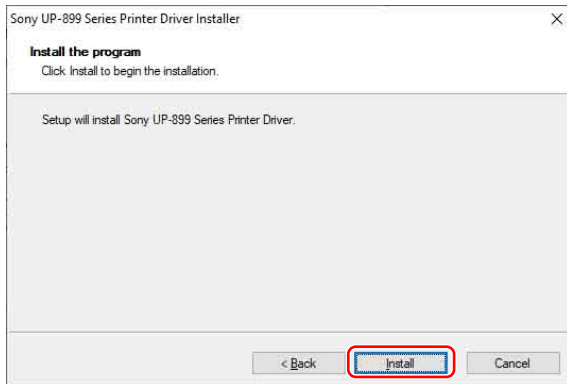 Sony UP-899 Series Printer Driver Installer
Install the program
Click Install to begin the installation.
Setup will install Sony UP-899 Series Printer Driver.
< Back Install Cancel